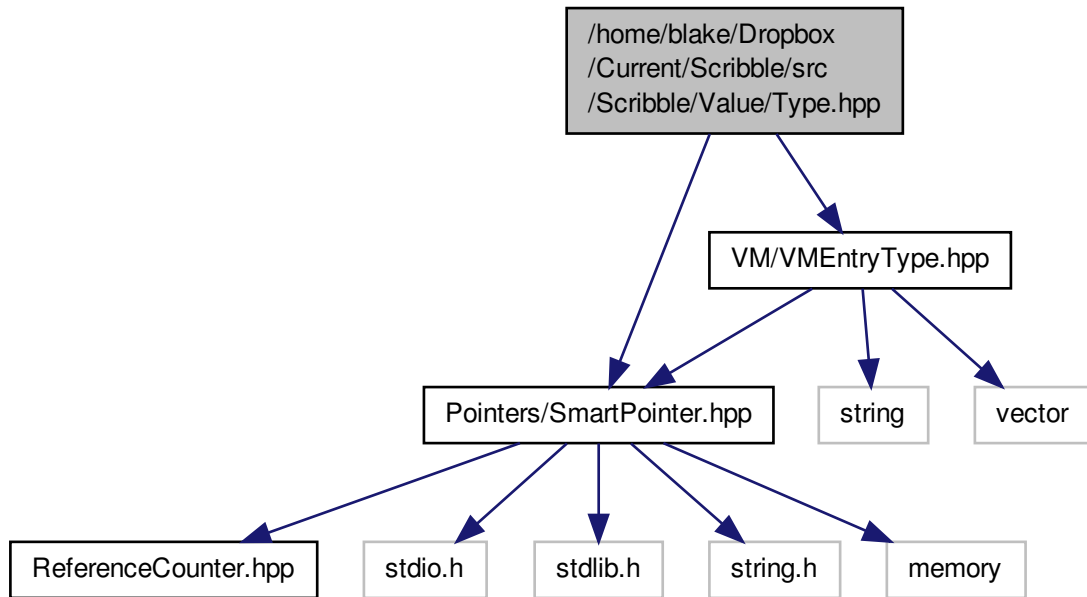 /home/blake/Dropbox
/Current/Scribble/src
/Scribble/Value/Type.hpp
VM/VMEntryType.hpp
Pointers/SmartPointer.hpp
string
vector
ReferenceCounter.hpp
stdio.h
stdlib.h
string.h
memory